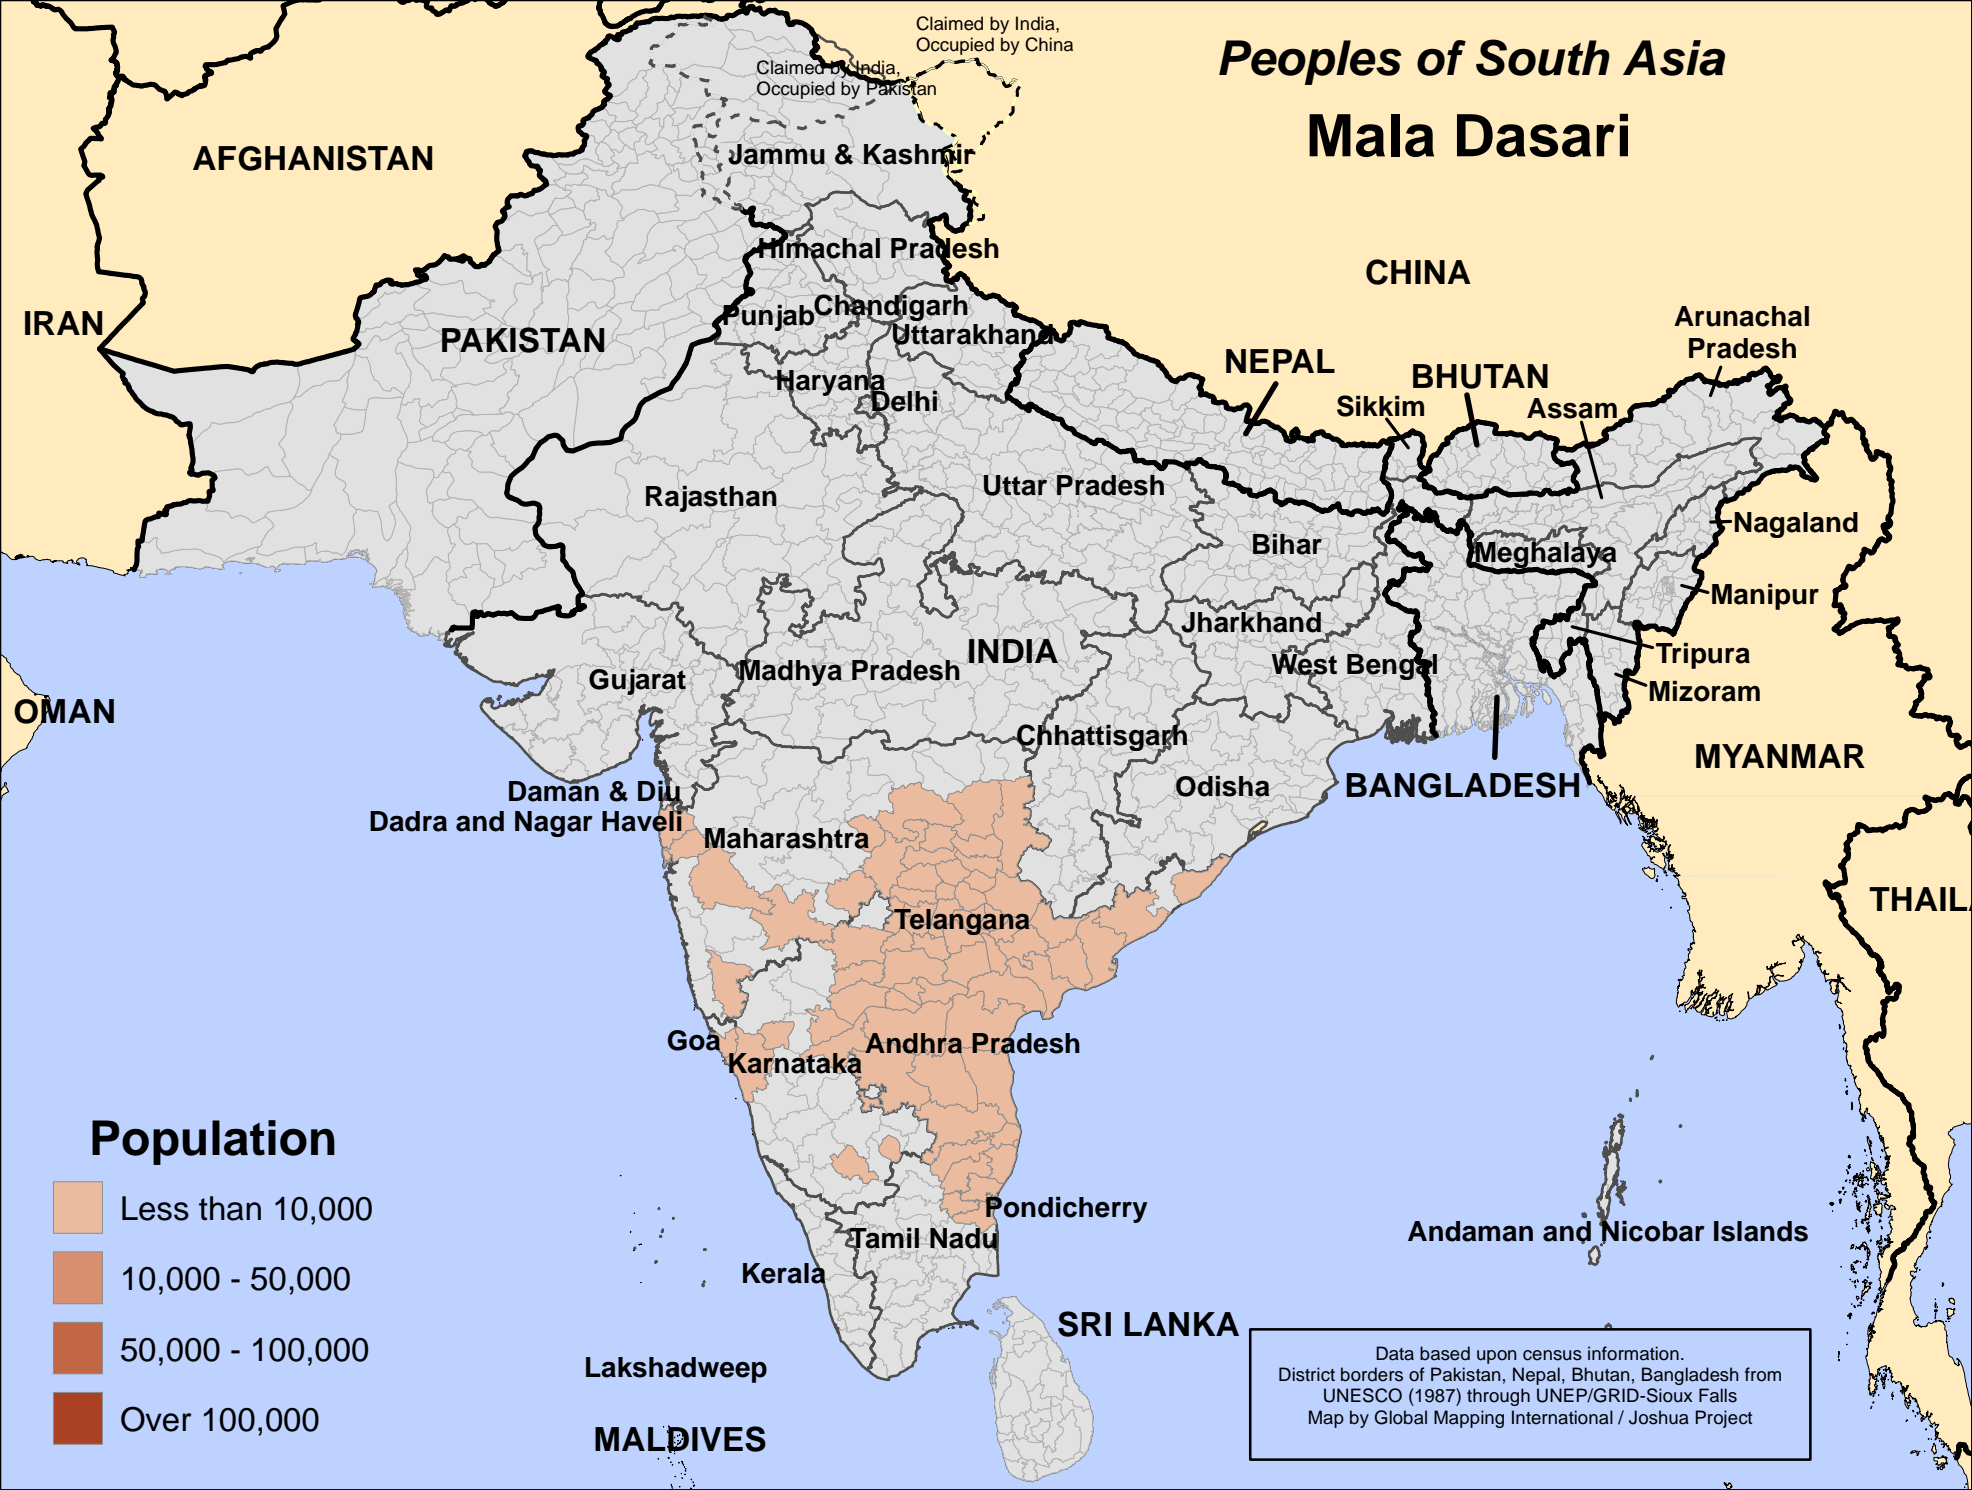 Claimed by India,
Occupied by China
Peoples of South Asia
Claimed by India,
Occupied by Pakistan
Mala Dasari
AFGHANISTAN
Jammu & Kashmir
Himachal Pradesh
CHINA
IRAN
PAKISTAN
Punjab
Chandigarh
Uttarakhand
Arunachal
Pradesh
NEPAL
BHUTAN
Haryana
Delhi
Sikkim
Assam
Rajasthan
Uttar Pradesh
Nagaland
Bihar
Meghalaya
Manipur
Jharkhand
INDIA
Tripura
West Bengal
Madhya Pradesh
Gujarat
Mizoram
OMAN
Chhattisgarh
MYANMAR
Odisha
BANGLADESH
Daman & Diu
Dadra and Nagar Haveli
Maharashtra
THAIL
Telangana
Goa
Andhra Pradesh
Karnataka
Population
Less than 10,000
10,000 - 50,000
50,000 - 100,000
Over 100,000
Pondicherry
Tamil Nadu
Andaman and Nicobar Islands
Kerala
SRI LANKA
Lakshadweep
MALDIVES
Data based upon census information.
District borders of Pakistan, Nepal, Bhutan, Bangladesh from
UNESCO (1987) through UNEP/GRID-Sioux Falls
Map by Global Mapping International / Joshua Project